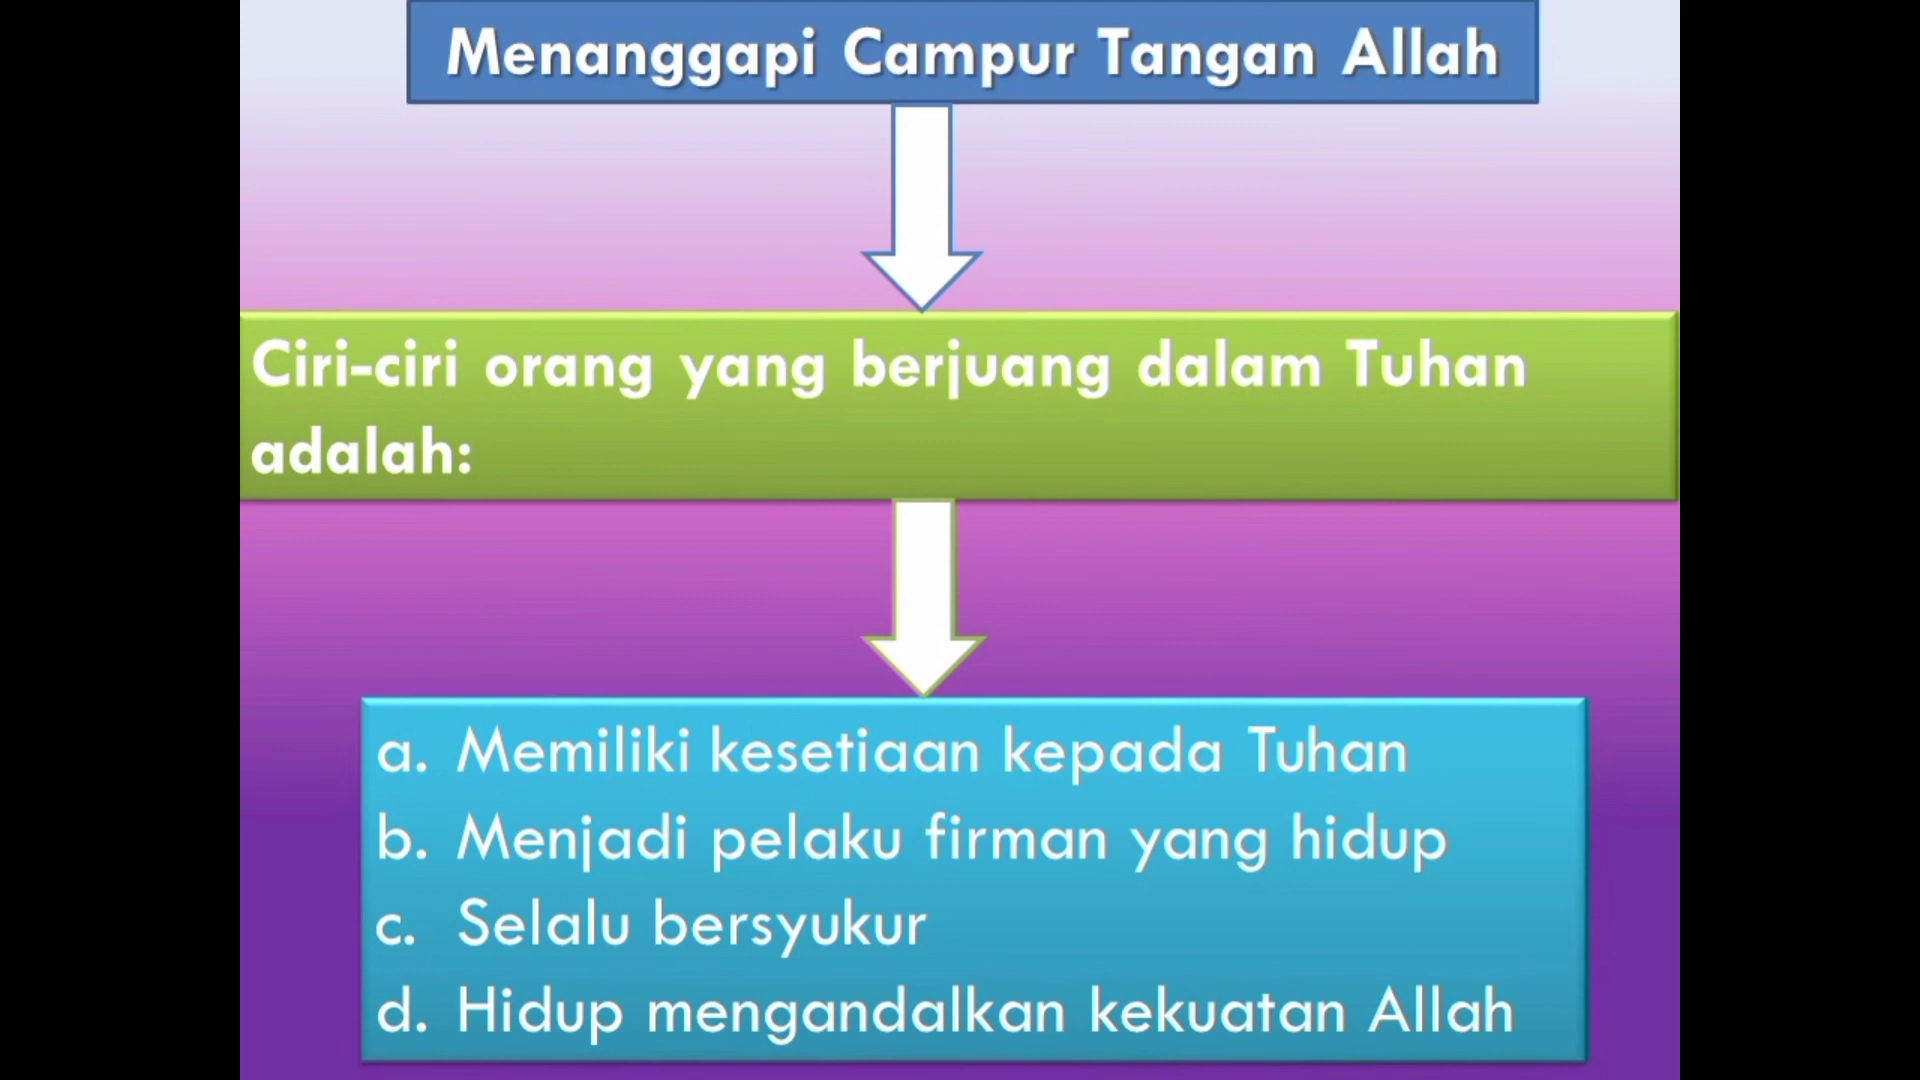 Menanggapi Campur Tangan Allah
Ciri-ciri orang yang berjuang dalam Tuhan
adalah:
a. Memiliki kesetiaan kepada Tuhan
b. Menjadi pelaku firman yang hidup
c. Selalu bersyukur
d. Hidup mengandalkan kekuatan Allah